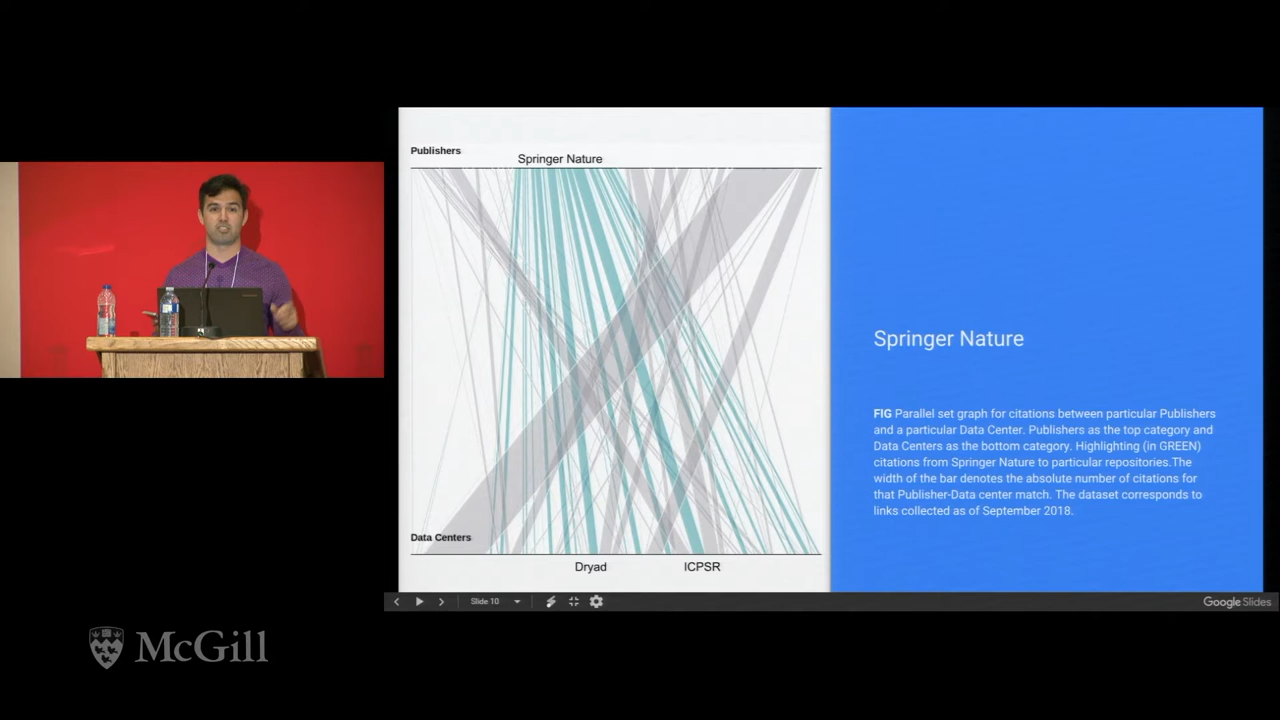 Publishers
Springer Nature
Data Centers
Dryad
ICPSR
Springer Nature
FIG Parallel set graph for citations between particular Publishers
and a particular Data Center. Publishers as the top category and
Data Centers as the bottom category. Highlighting (in GREEN)
citations from Springer Nature to particular repositories.The
width of the bar denotes the absolute number of citations for
that Publisher-Data center match. The dataset corresponds to
links collected as of September 2018.
Slide 10
Google Slides
McGill